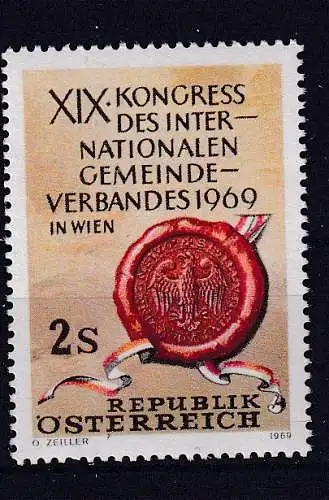 XIX. KONGRESS
DES INTER-
NATIONALEN
GEMEINDE-
VERBANDES 1969
IN WIEN
2S
REPUBLIK
ÖSTERREICH
O. ZEILLER 1969